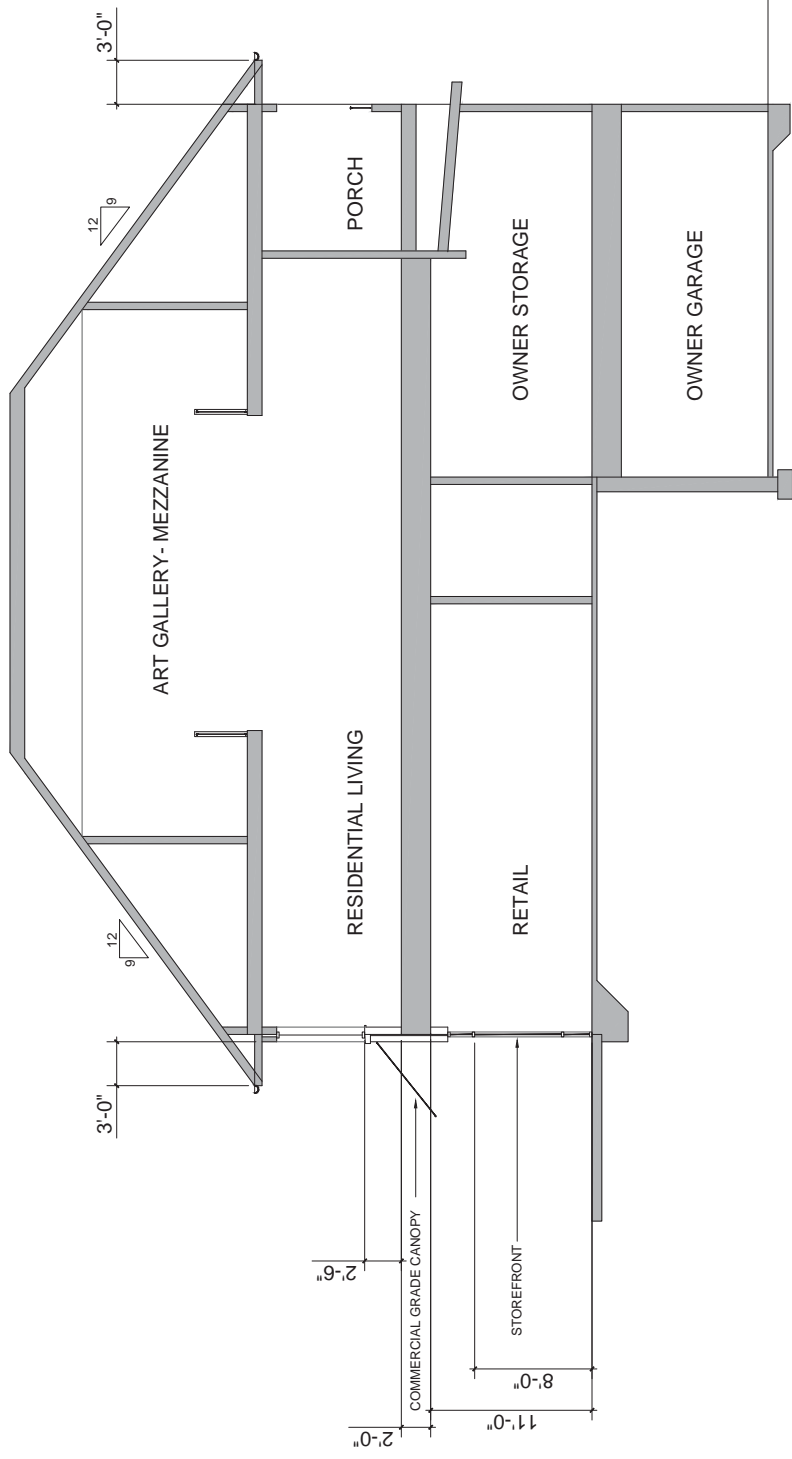 3'-0"
12
9
ART GALLERY- MEZZANINE
PORCH
RESIDENTIAL LIVING
OWNER STORAGE
OWNER GARAGE
RETAIL
12
9
3'-0"
2'-6"
COMMERCIAL GRADE CANOPY
STOREFRONT
8'-0"
11'-0"
2'-0"